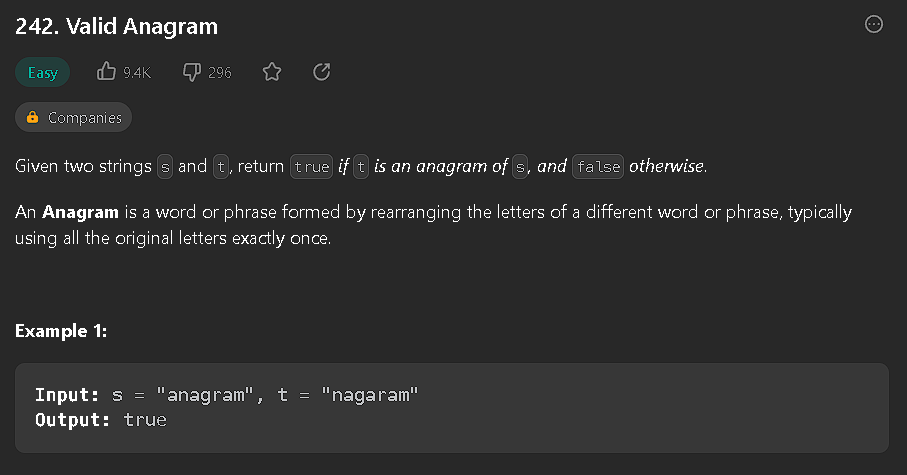 242. Valid Anagram
Easy 9.4K 296
Companies
Given two strings s and t, return true if t is an anagram of s, and false otherwise.
An Anagram is a word or phrase formed by rearranging the letters of a different word or phrase, typically
using all the original letters exactly once.
Example 1:
Input: s = "anagram", t = "nagaram"
Output: true